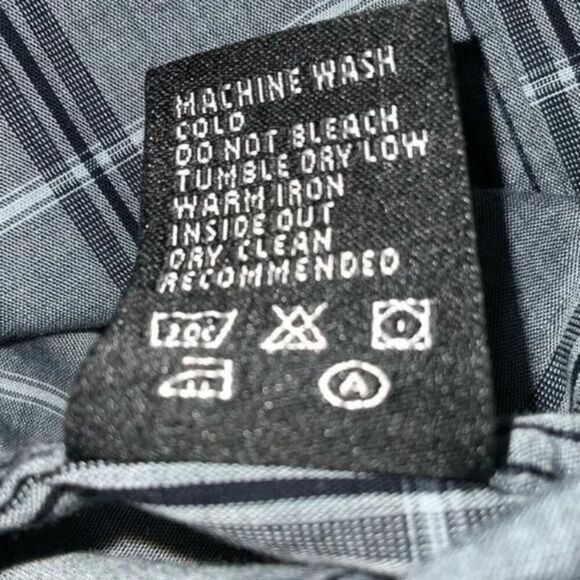 MACHINE WASH
COLD
DO NOT BLEACH
TUMBLE DRY LOW
WARM IRON
INSIDE OUT
DRY CLEAN
RECOMMENDED
20C
A